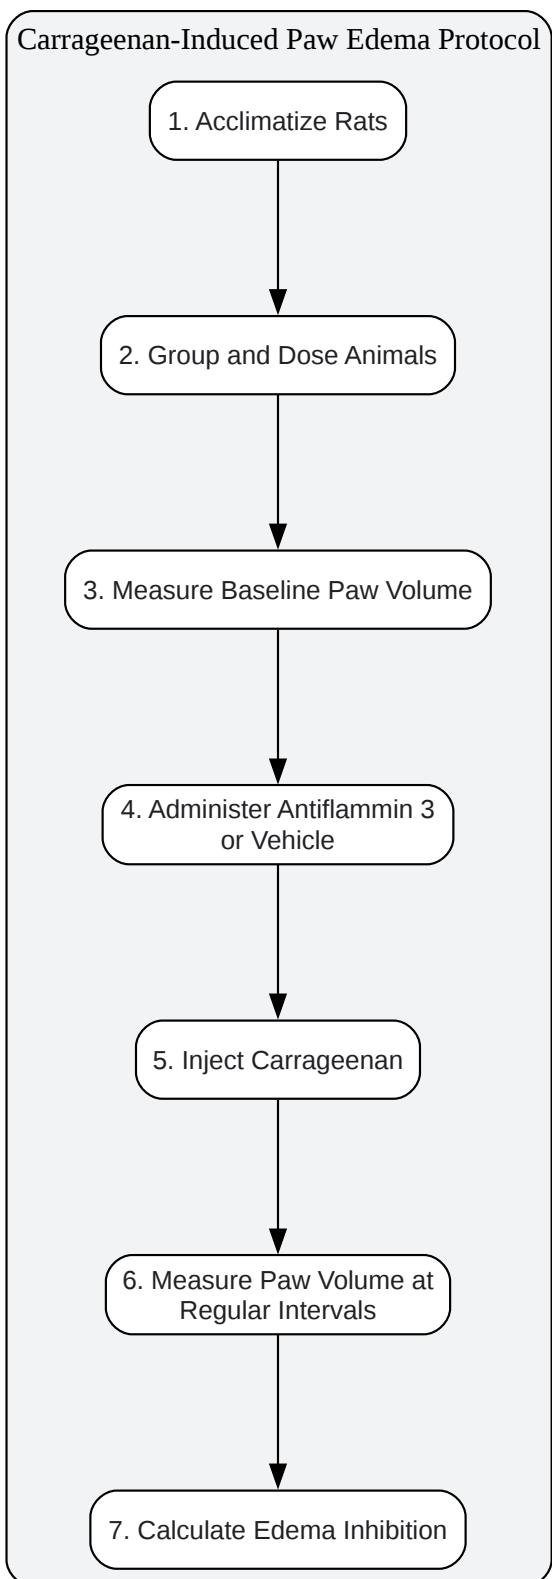 Carrageenan-Induced Paw Edema Protocol
1. Acclimatize Rats
2. Group and Dose Animals
3. Measure Baseline Paw Volume
4. Administer Antiflammin 3
or Vehicle
5. Inject Carrageenan
6. Measure Paw Volume at
Regular Intervals
7. Calculate Edema Inhibition